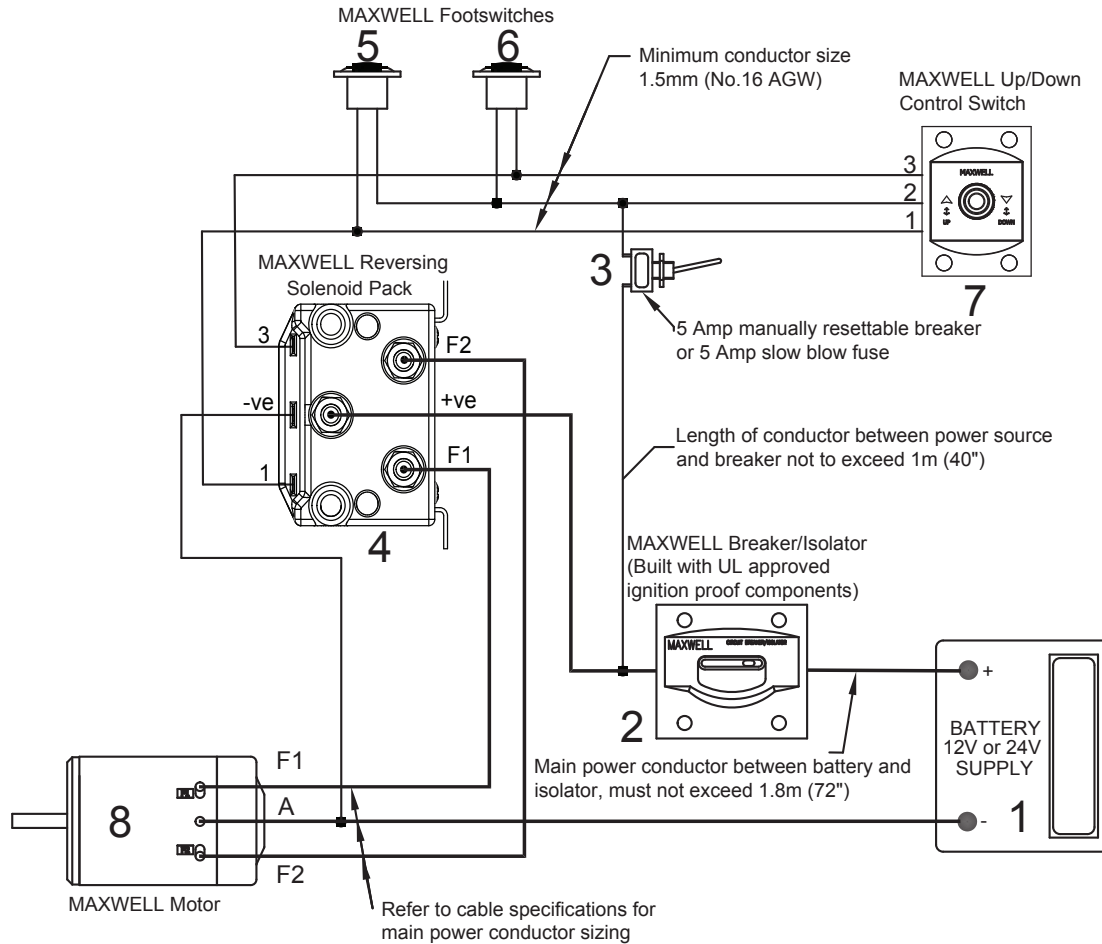 MAXWELL Footswitches
5
6
Minimum conductor size
1.5mm (No.16 AGW)
MAXWELL Up/Down
Control Switch
3
2
1
MAXWELL
UP
DOWN
7
MAXWELL Reversing
Solenoid Pack
3
5 Amp manually resettable breaker
or 5 Amp slow blow fuse
3
F2
-ve
+ve
F1
1
4
Length of conductor between power source
and breaker not to exceed 1m (40")
MAXWELL Breaker/Isolator
(Built with UL approved
ignition proof components)
MAXWELL
CIRCUIT BREAKER/ISOLATOR
2
+
BATTERY
12V or 24V
SUPPLY
-
1
Main power conductor between battery and
isolator, must not exceed 1.8m (72")
F1
A
8
F2
MAXWELL Motor
Refer to cable specifications for
main power conductor sizing